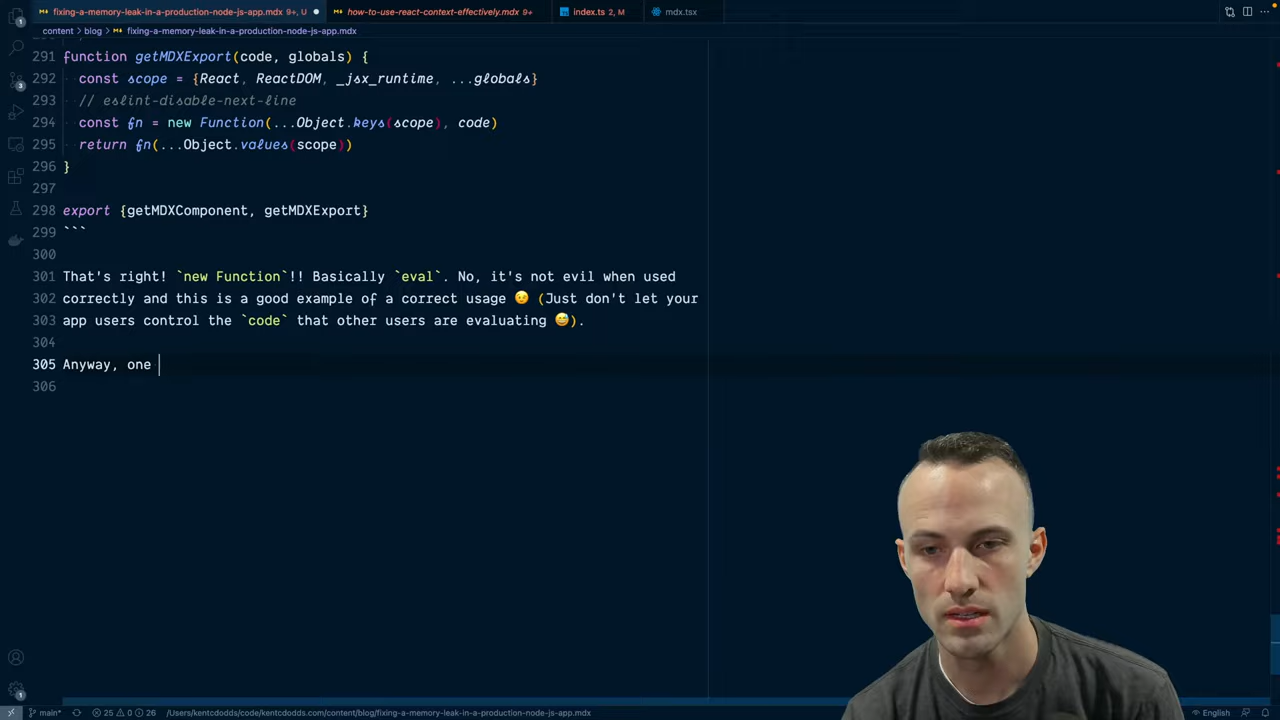 fixing-a-memory-leak-in-a-production-node-js-app.mdx 9+, U
how-to-use-react-context-effectively.mdx 9+
index.ts 2, M
mdx.tsx
content > blog > fixing-a-memory-leak-in-a-production-node-js-app.mdx
291 function getMDXExport(code, globals) {
292 const scope = {React, ReactDOM, _jsx_runtime, ...globals}
293 // eslint-disable-next-line
294 const fn = new Function(...Object.keys(scope), code)
295 return fn(...Object.values(scope))
296 }
297
298 export {getMDXComponent, getMDXExport}
299 ```
300
301 That's right! `new Function`!! Basically `eval`. No, it's not evil when used
302 correctly and this is a good example of a correct usage 😉 (Just don't let your
303 app users control the `code` that other users are evaluating 😅).
304
305 Anyway, one
306
1
3
1
main* 25 0 26 /Users/kentcdodds/code/kentcdodds.com/content/blog/fixing-a-memory-leak-in-a-production-node-js-app.mdx
English